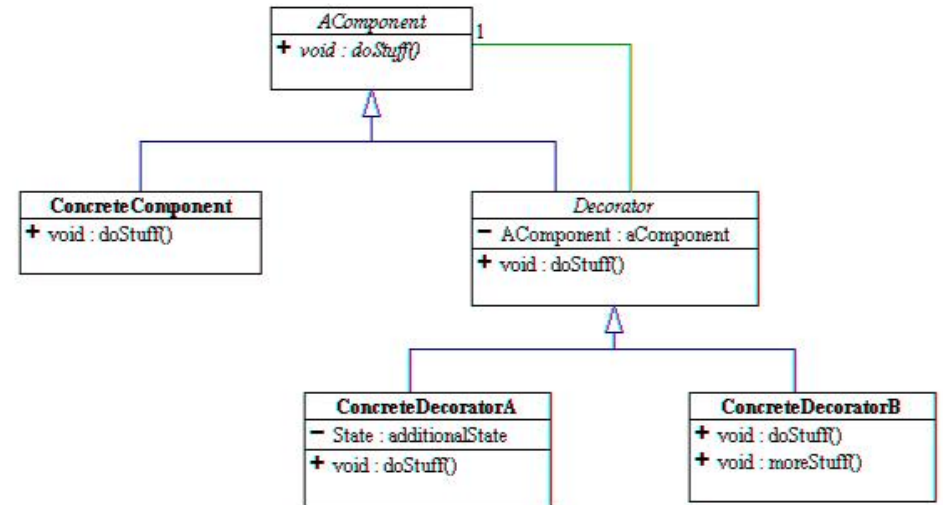 AComponent
+ void : doStuff()
1
ConcreteComponent
+ void : doStuff()
Decorator
- AComponent : aComponent
+ void : doStuff()
ConcreteDecoratorA
- State : additionalState
+ void : doStuff()
ConcreteDecoratorB
+ void : doStuff()
+ void : moreStuff()